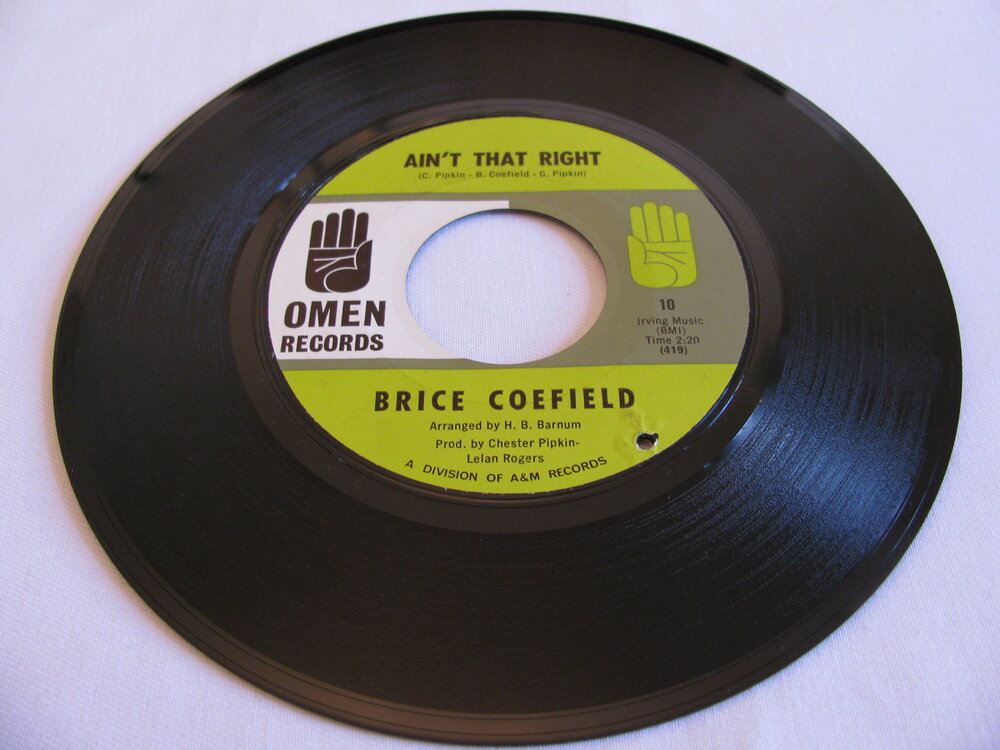 AIN'T THAT RIGHT
(C. Pipkin - B. Coefield - G. Pipkin)
OMEN
RECORDS
10
Irving Music
(BMI)
Time 2:20
(419)
BRICE COEFIELD
Arranged by H. B. Barnum
Prod. by Chester Pipkin-
Lelan Rogers
A DIVISION OF A&M RECORDS